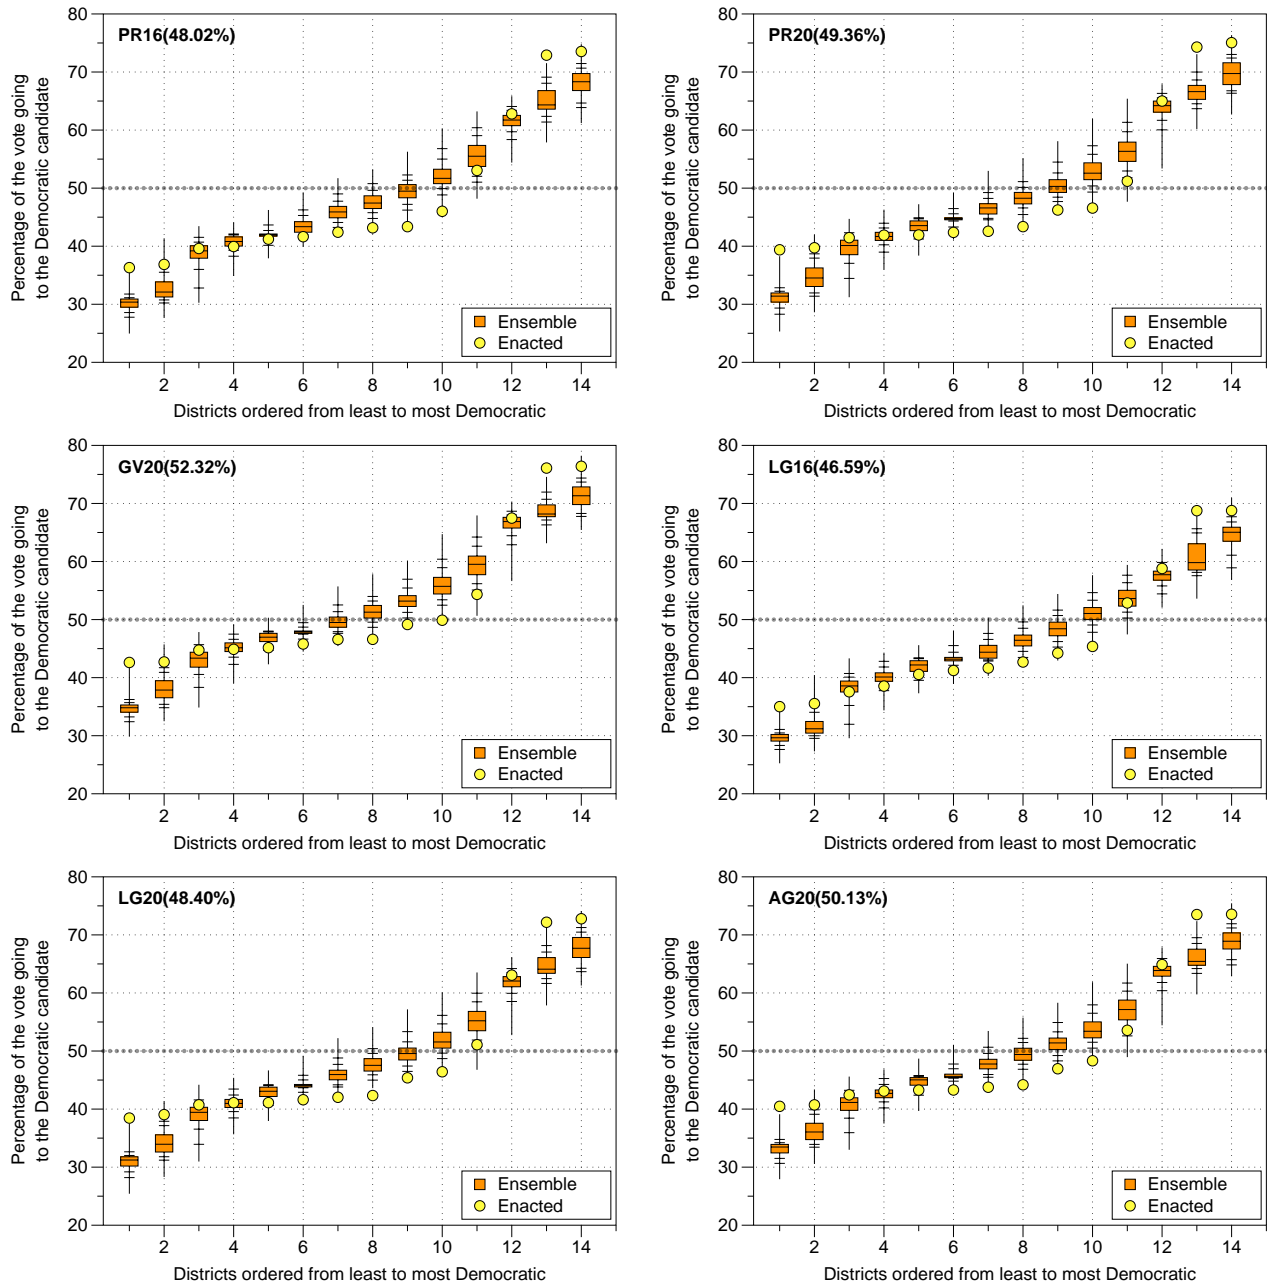 PR16(48.02%)
Percentage of the vote going
to the Democratic candidate
80
70
60
50
40
30
20
Ensemble
Enacted
2 4 6 8 10 12 14
Districts ordered from least to most Democratic
PR20(49.36%)
Percentage of the vote going
to the Democratic candidate
80
70
60
50
40
30
20
Ensemble
Enacted
2 4 6 8 10 12 14
Districts ordered from least to most Democratic
GV20(52.32%)
Percentage of the vote going
to the Democratic candidate
80
70
60
50
40
30
20
Ensemble
Enacted
2 4 6 8 10 12 14
Districts ordered from least to most Democratic
LG16(46.59%)
Percentage of the vote going
to the Democratic candidate
80
70
60
50
40
30
20
Ensemble
Enacted
2 4 6 8 10 12 14
Districts ordered from least to most Democratic
LG20(48.40%)
Percentage of the vote going
to the Democratic candidate
80
70
60
50
40
30
20
Ensemble
Enacted
2 4 6 8 10 12 14
Districts ordered from least to most Democratic
AG20(50.13%)
Percentage of the vote going
to the Democratic candidate
80
70
60
50
40
30
20
Ensemble
Enacted
2 4 6 8 10 12 14
Districts ordered from least to most Democratic